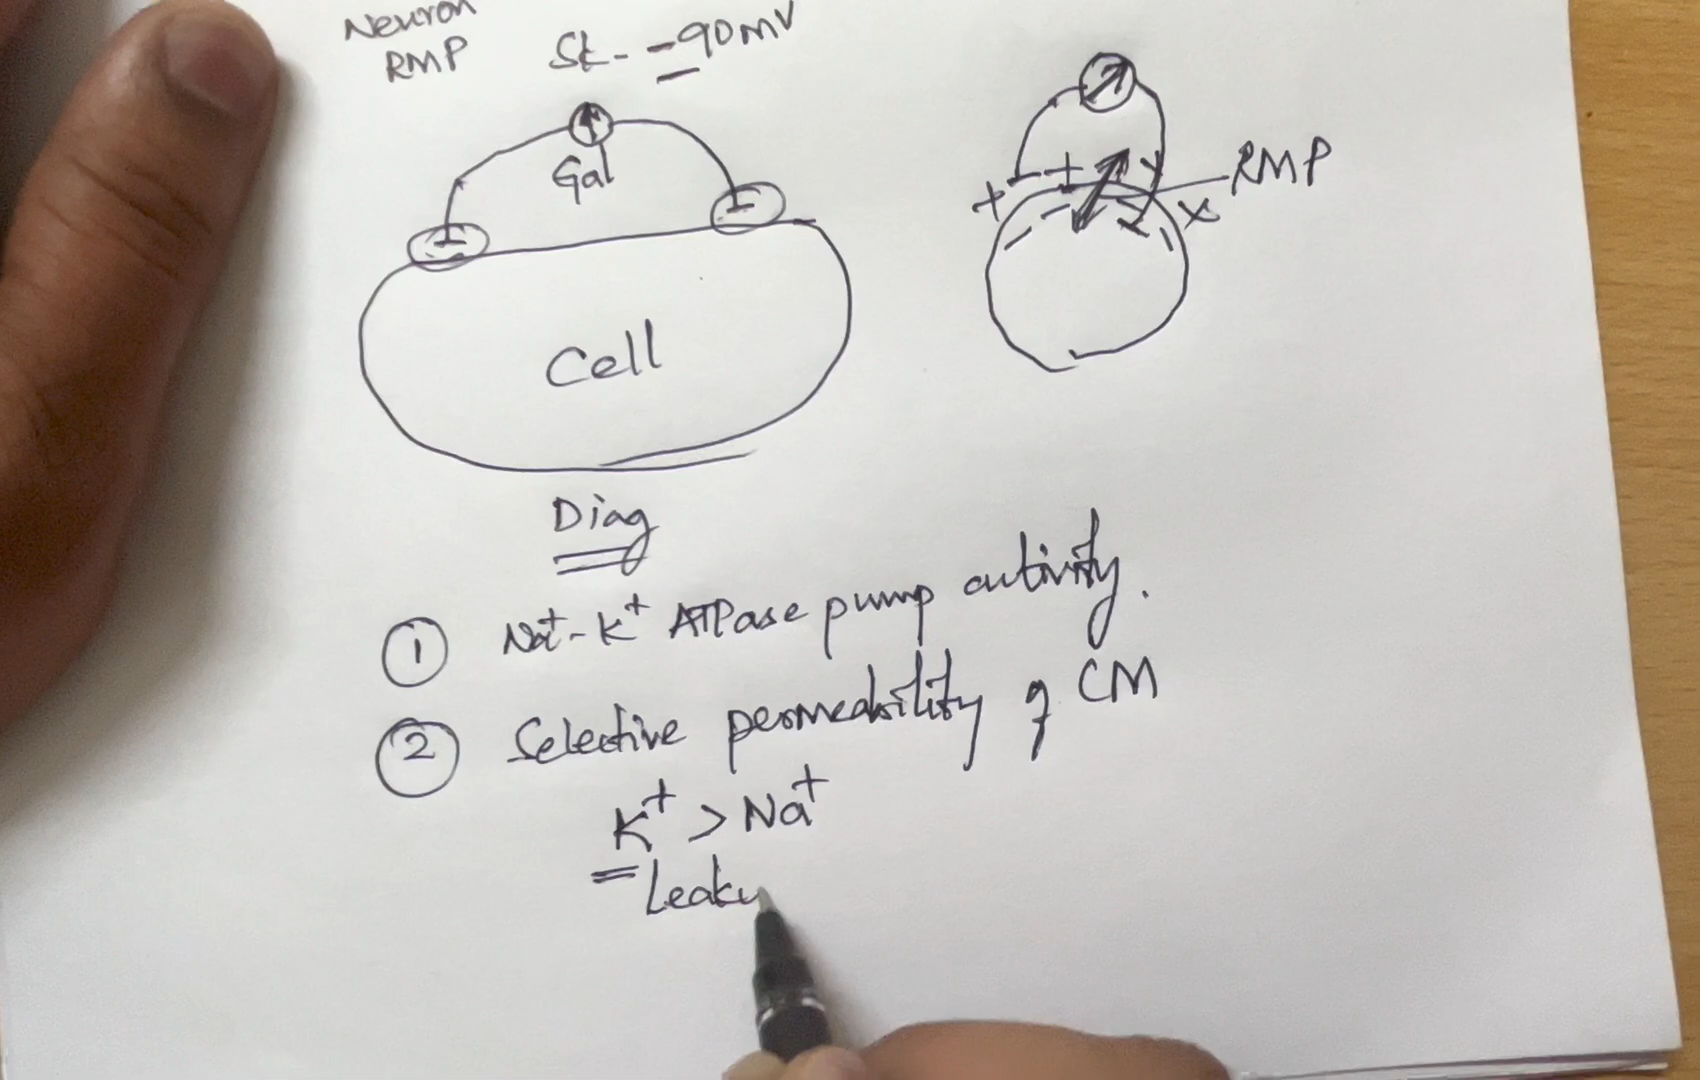 Neuron
RMP Sk. - -90mV
Gal
RMP
Cell
Diag
1 Na+-K+ ATPase pump activity.
2 Selective permeability of CM
K+ > Na+
Leaky